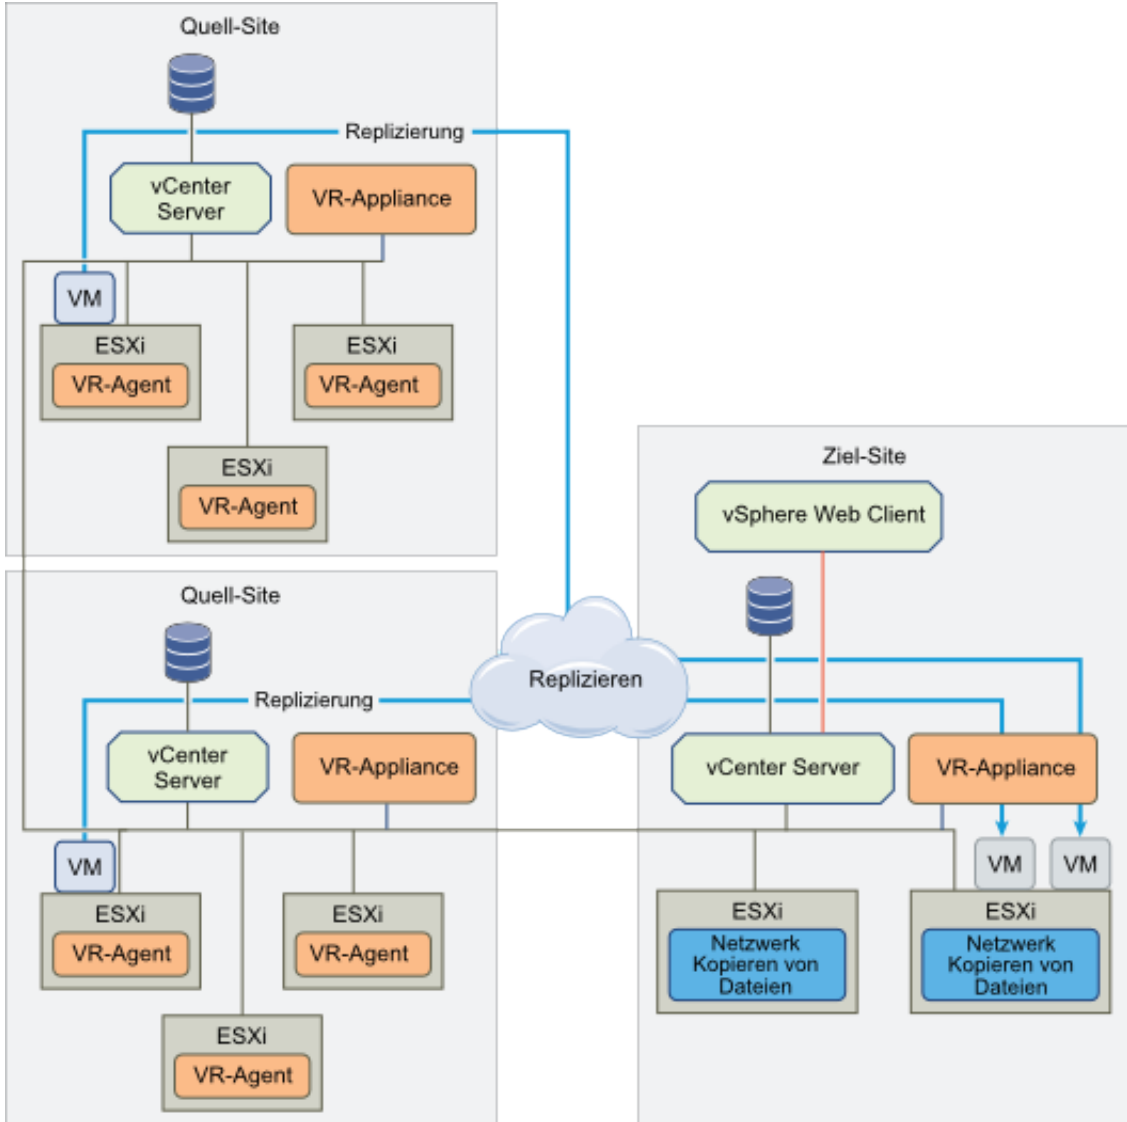 Quell-Site
Replizierung
vCenter
Server
VR-Appliance
VM
ESXi
VR-Agent
ESXi
VR-Agent
ESXi
VR-Agent
Quell-Site
Replizierung
vCenter
Server
VR-Appliance
VM
ESXi
VR-Agent
ESXi
VR-Agent
ESXi
VR-Agent
Replizieren
Ziel-Site
vSphere Web Client
vCenter Server
VR-Appliance
VM
VM
ESXi
Netzwerk
Kopieren von
Dateien
ESXi
Netzwerk
Kopieren von
Dateien